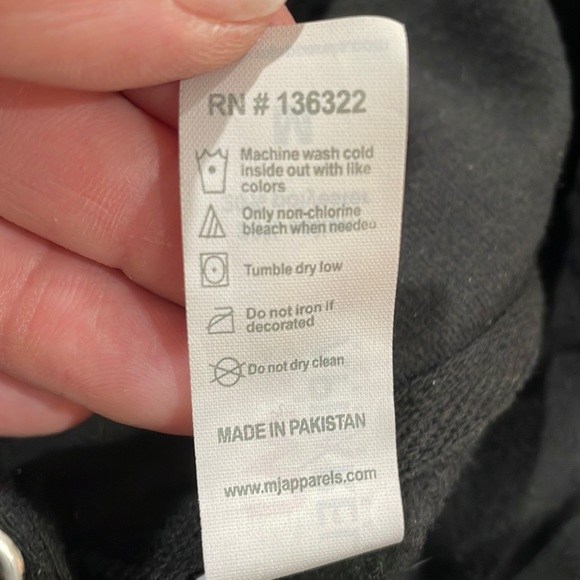 RN # 136322
Machine wash cold
inside out with like
colors
Only non-chlorine
bleach when needed
Tumble dry low
Do not iron if
decorated
Do not dry clean
MADE IN PAKISTAN
www.mjapparels.com